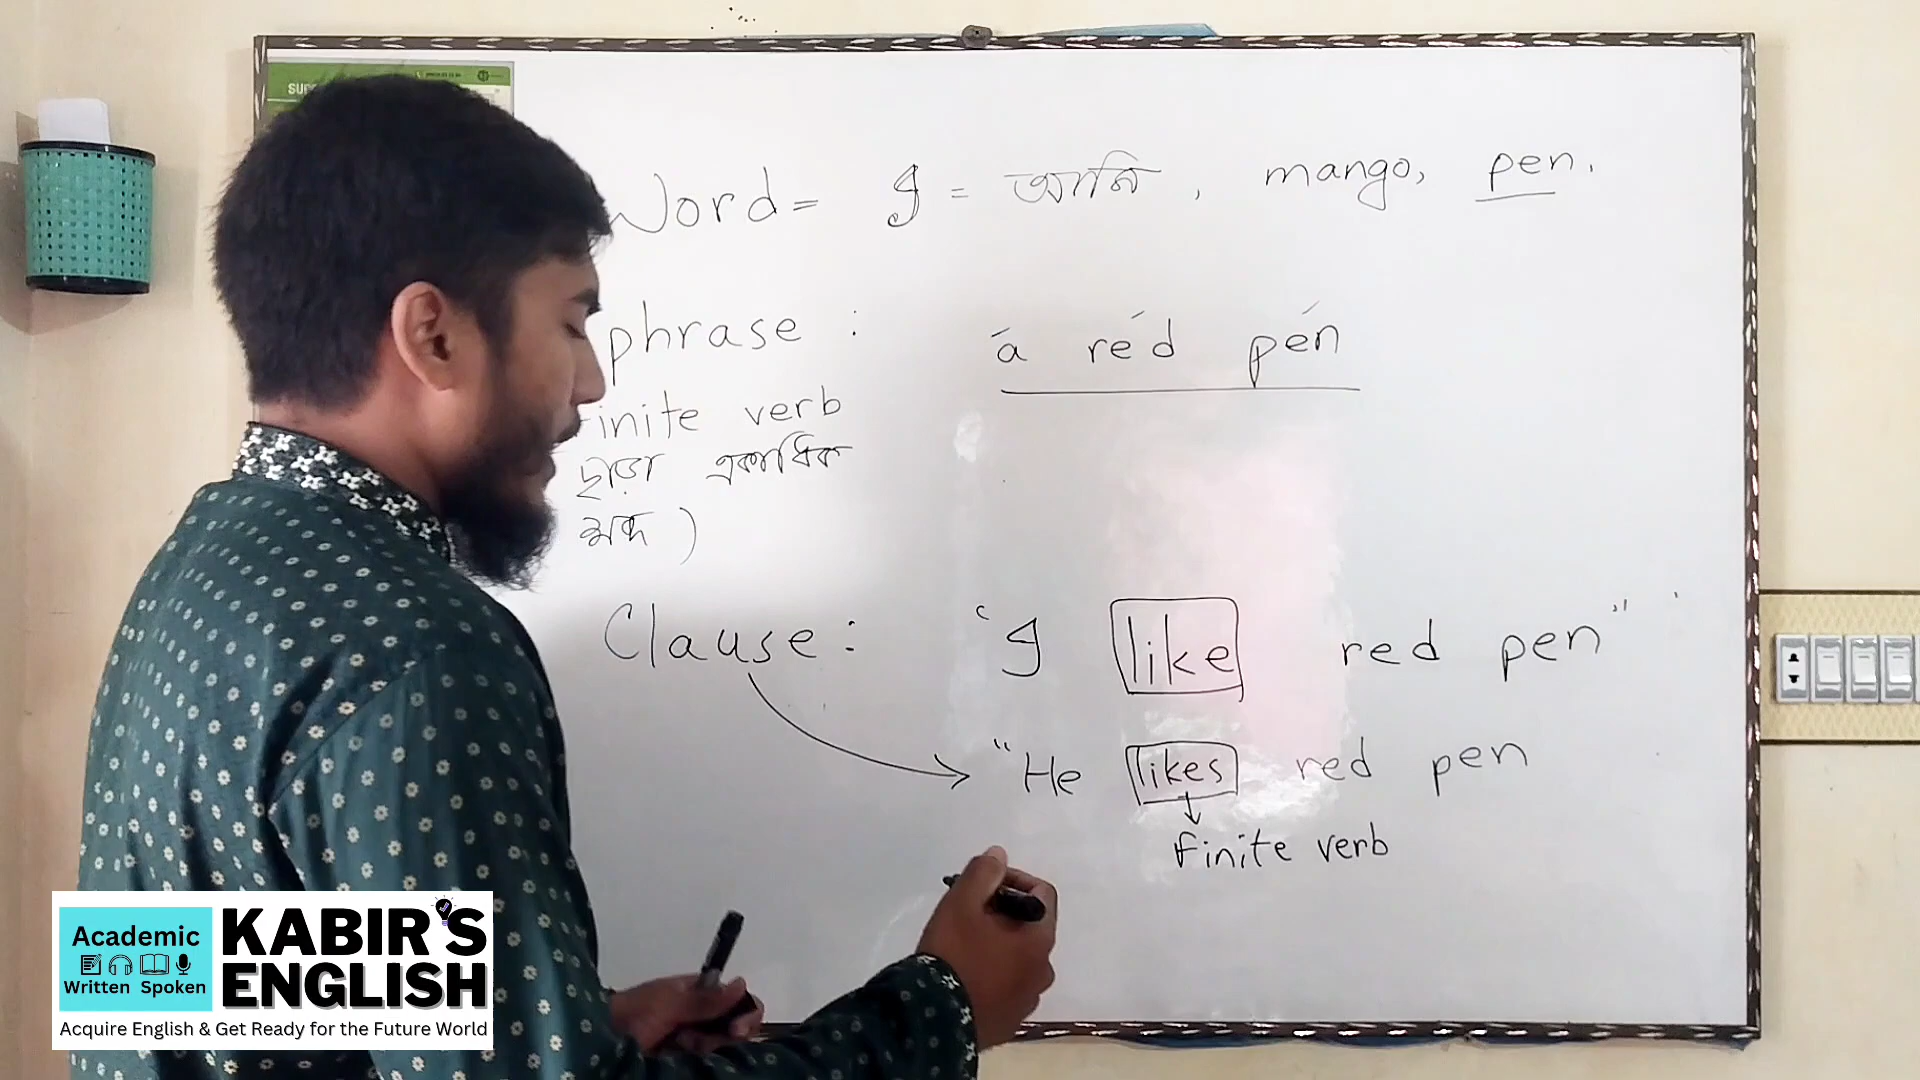 Word = I = আমি , mango, pen.
phrase : a red pen
finite verb
ছাড়া একাধিক
শব্দ )
Clause : "I like red pen"
"He likes red pen
finite verb
Academic
Written Spoken
KABIR'S
ENGLISH
Acquire English & Get Ready for the Future World